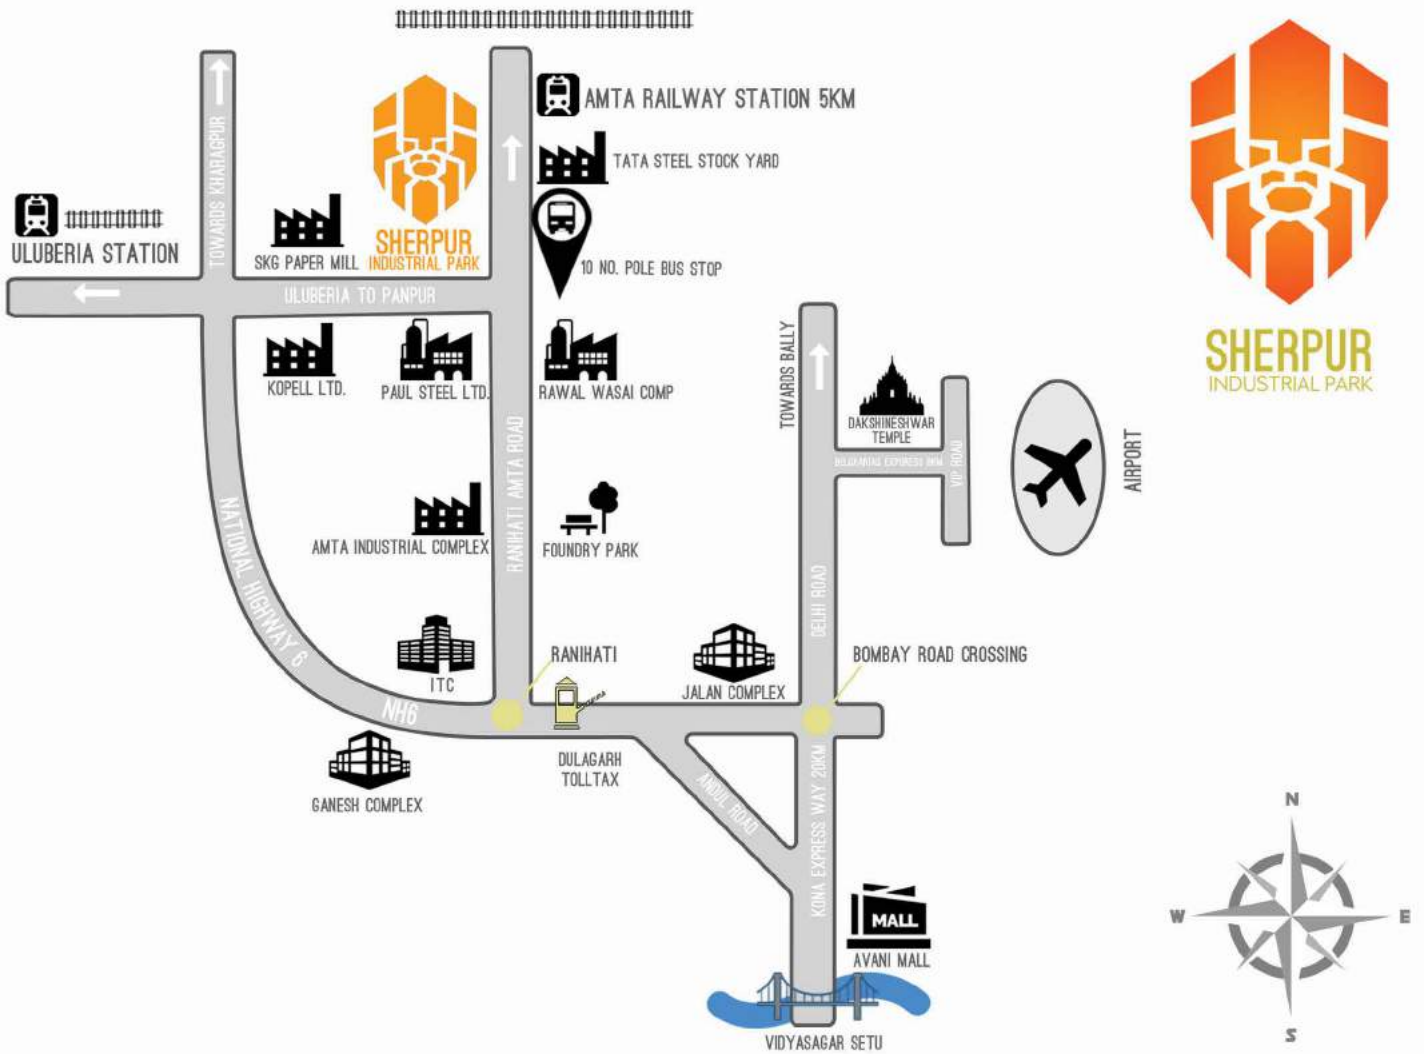 AMTA RAILWAY STATION 5KM
TATA STEEL STOCK YARD
TOWARDS KHARAGPUR
ULUBERIA STATION
SKG PAPER MILL
SHERPUR
INDUSTRIAL PARK
10 NO. POLE BUS STOP
ULUBERIA TO PANPUR
SHERPUR
INDUSTRIAL PARK
KOPELL LTD.
PAUL STEEL LTD.
RAWAL WASAI COMP
TOWARDS BALLY
DAKSHINESHWAR
TEMPLE
VIP ROAD
AIRPORT
RANIHATI AMTA ROAD
NATIONAL HIGHWAY 6
AMTA INDUSTRIAL COMPLEX
FOUNDRY PARK
DELHI ROAD
RANIHATI
BOMBAY ROAD CROSSING
ITC
JALAN COMPLEX
NH6
DULAGARH
TOLLTAX
GANESH COMPLEX
ANDUL ROAD
KONA EXPRESS WAY 20KM
MALL
AVANI MALL
VIDYASAGAR SETU
N
W
E
S